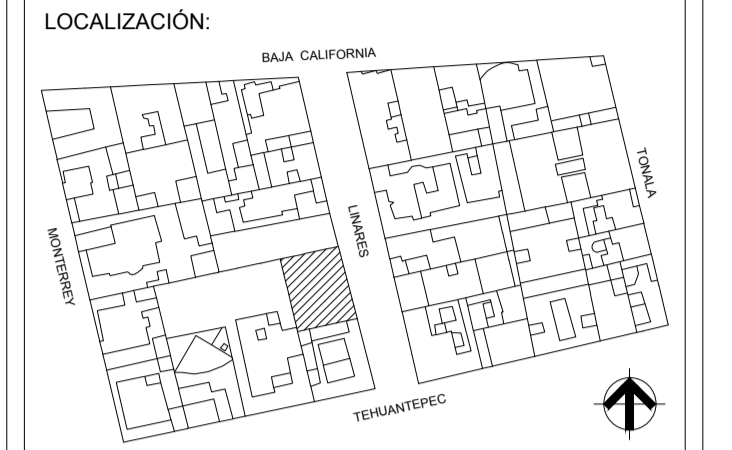 LOCALIZACIÓN:
BAJA CALIFORNIA
TONALA
LINARES
MONTERREY
TEHUANTEPEC